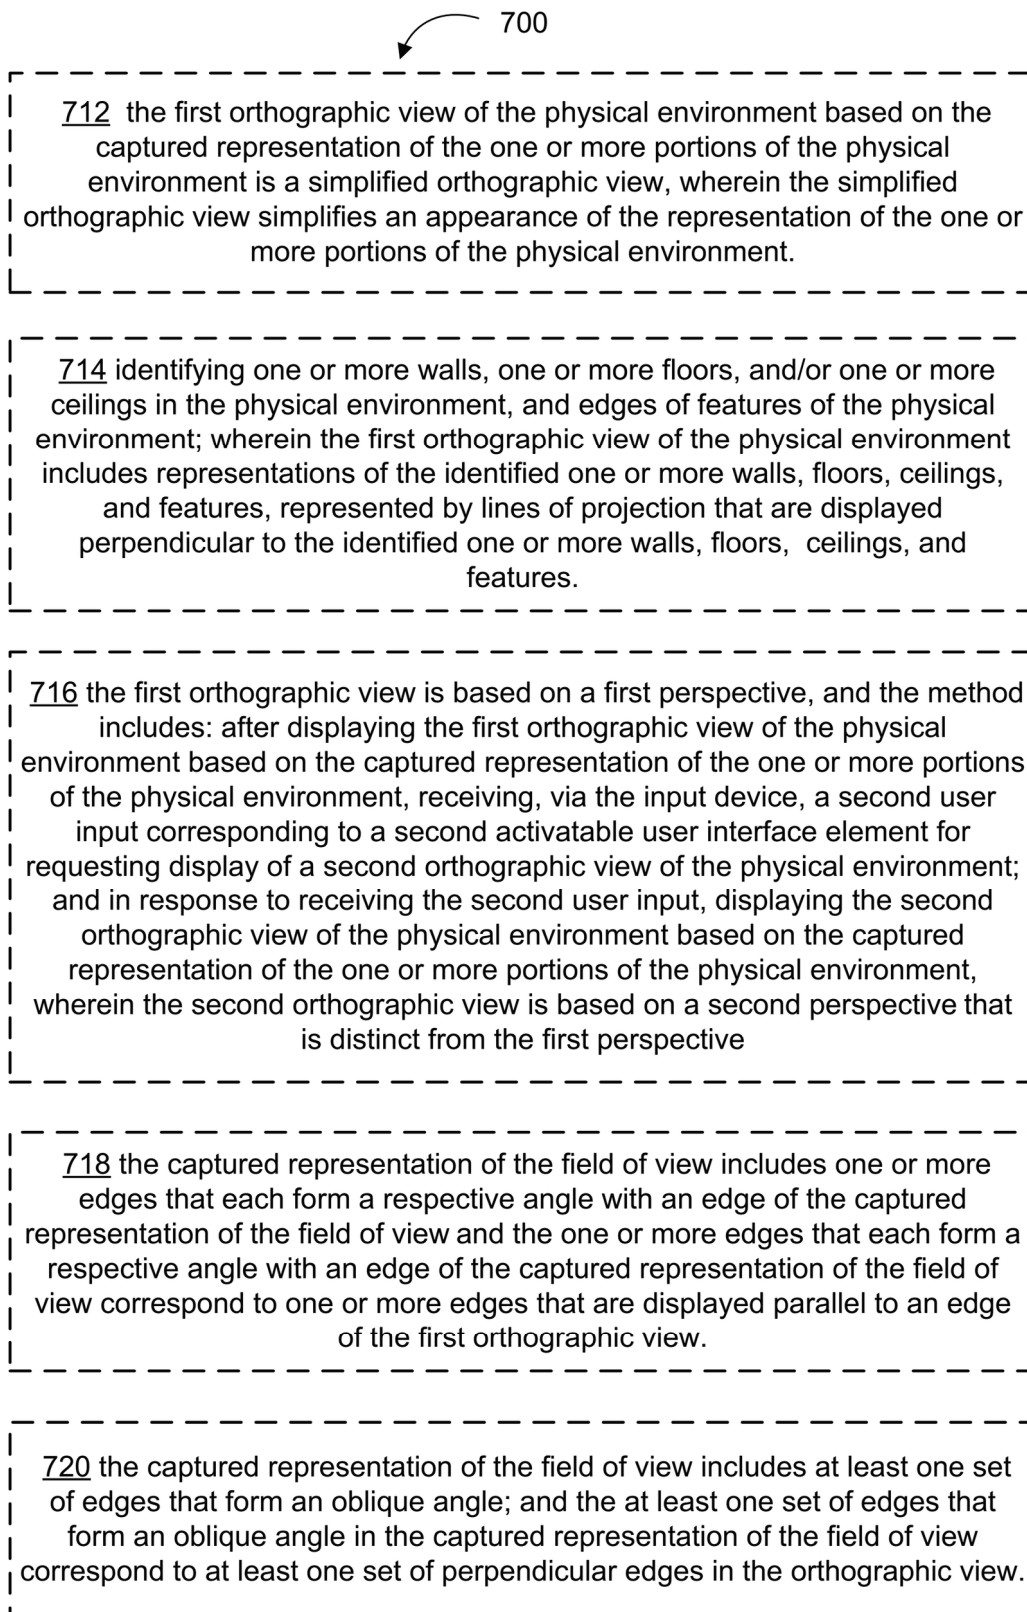 700
712 the first orthographic view of the physical environment based on the
captured representation of the one or more portions of the physical
environment is a simplified orthographic view, wherein the simplified
orthographic view simplifies an appearance of the representation of the one or
more portions of the physical environment.
714 identifying one or more walls, one or more floors, and/or one or more
ceilings in the physical environment, and edges of features of the physical
environment; wherein the first orthographic view of the physical environment
includes representations of the identified one or more walls, floors, ceilings,
and features, represented by lines of projection that are displayed
perpendicular to the identified one or more walls, floors, ceilings, and
features.
716 the first orthographic view is based on a first perspective, and the method
includes: after displaying the first orthographic view of the physical
environment based on the captured representation of the one or more portions
of the physical environment, receiving, via the input device, a second user
input corresponding to a second activatable user interface element for
requesting display of a second orthographic view of the physical environment;
and in response to receiving the second user input, displaying the second
orthographic view of the physical environment based on the captured
representation of the one or more portions of the physical environment,
wherein the second orthographic view is based on a second perspective that
is distinct from the first perspective
718 the captured representation of the field of view includes one or more
edges that each form a respective angle with an edge of the captured
representation of the field of view and the one or more edges that each form a
respective angle with an edge of the captured representation of the field of
view correspond to one or more edges that are displayed parallel to an edge
of the first orthographic view.
720 the captured representation of the field of view includes at least one set
of edges that form an oblique angle; and the at least one set of edges that
form an oblique angle in the captured representation of the field of view
correspond to at least one set of perpendicular edges in the orthographic view.